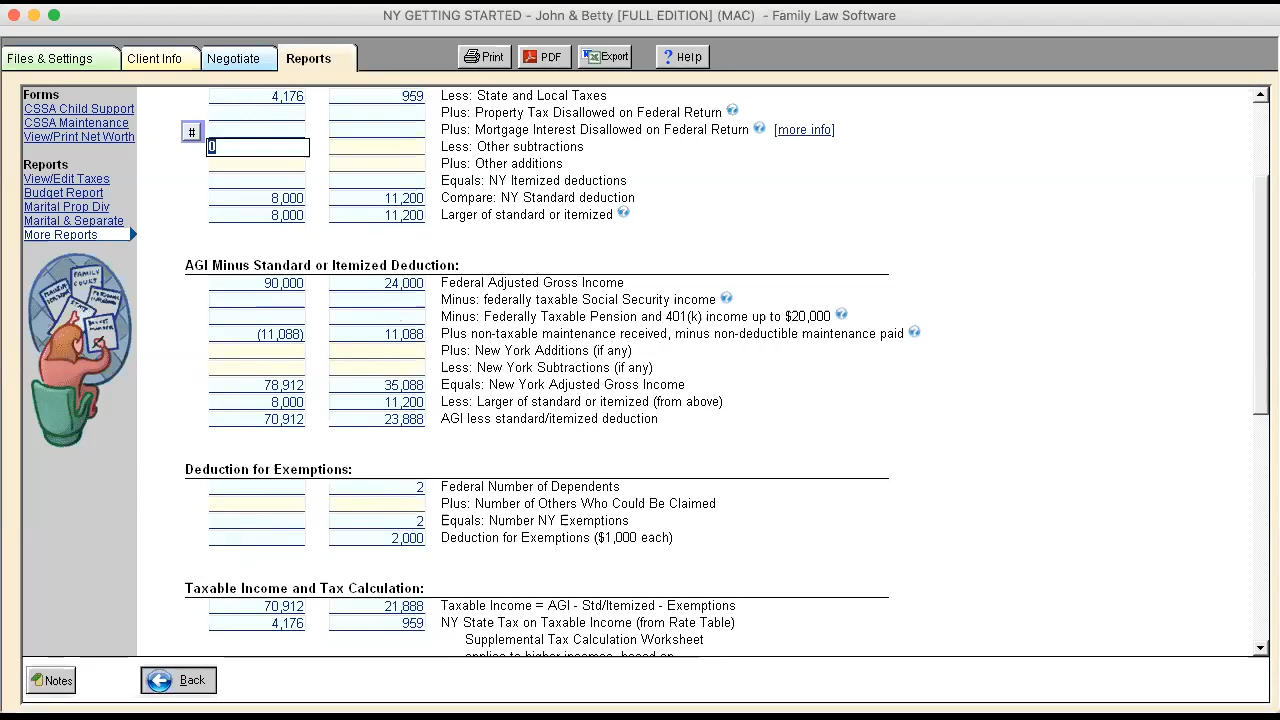 NY GETTING STARTED - John & Betty [FULL EDITION] (MAC) - Family Law Software
Files & Settings
Client Info
Negotiate
Reports
Print
PDF
Export
? Help
Forms
CSSA Child Support
CSSA Maintenance
View/Print Net Worth
Reports
View/Edit Taxes
Budget Report
Marital Prop Div
Marital & Separate
More Reports
FAMILY COURT
4,176 959 Less: State and Local Taxes
Plus: Property Tax Disallowed on Federal Return ?
# Plus: Mortgage Interest Disallowed on Federal Return ? [more info]
0 Less: Other subtractions
Plus: Other additions
Equals: NY Itemized deductions
8,000 11,200 Compare: NY Standard deduction
8,000 11,200 Larger of standard or itemized ?
AGI Minus Standard or Itemized Deduction:
90,000 24,000 Federal Adjusted Gross Income
Minus: federally taxable Social Security income ?
Minus: Federally Taxable Pension and 401(k) income up to $20,000 ?
(11,088) 11,088 Plus non-taxable maintenance received, minus non-deductible maintenance paid ?
Plus: New York Additions (if any)
Less: New York Subtractions (if any)
78,912 35,088 Equals: New York Adjusted Gross Income
8,000 11,200 Less: Larger of standard or itemized (from above)
70,912 23,888 AGI less standard/itemized deduction
Deduction for Exemptions:
2 Federal Number of Dependents
Plus: Number of Others Who Could Be Claimed
2 Equals: Number NY Exemptions
2,000 Deduction for Exemptions ($1,000 each)
Taxable Income and Tax Calculation:
70,912 21,888 Taxable Income = AGI - Std/Itemized - Exemptions
4,176 959 NY State Tax on Taxable Income (from Rate Table)
Supplemental Tax Calculation Worksheet
applies to higher incomes, based on
Notes
Back